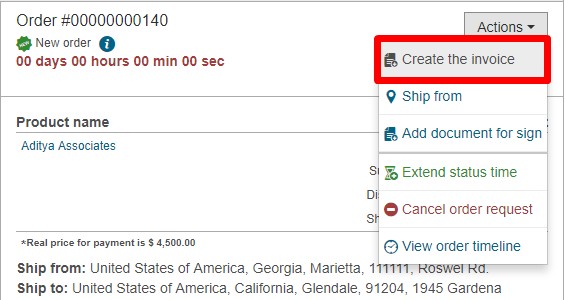 Order #00000000140
Actions
New order
00 days 00 hours 00 min 00 sec
Create the invoice
Ship from
Add document for sign
Extend status time
Cancel order request
View order timeline
Product name
Aditya Associates
*Real price for payment is $ 4,500.00
Ship from: United States of America, Georgia, Marietta, 111111, Roswel Rd.
Ship to: United States of America, California, Glendale, 91204, 1945 Gardena